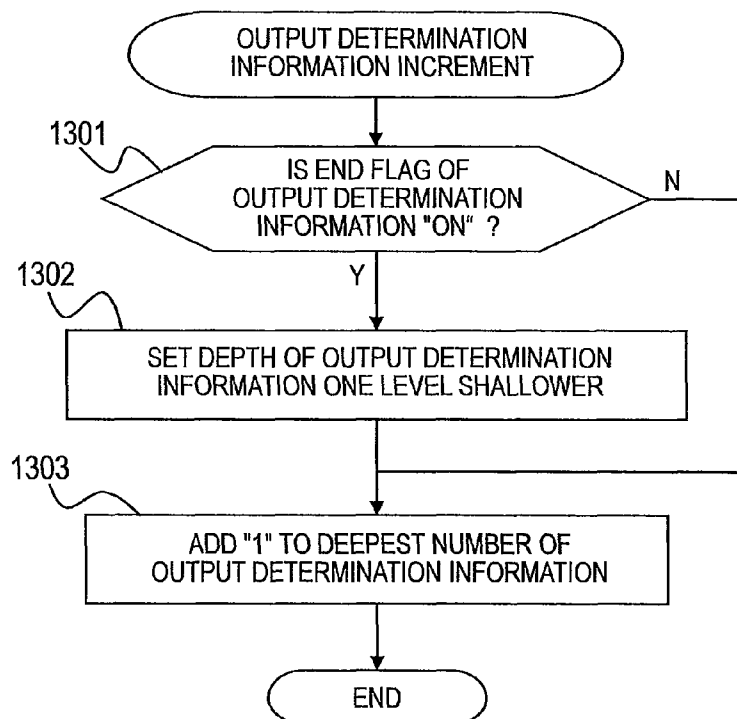 OUTPUT DETERMINATION
INFORMATION INCREMENT
1301
IS END FLAG OF
OUTPUT DETERMINATION
INFORMATION "ON" ?
N
Y
1302
SET DEPTH OF OUTPUT DETERMINATION
INFORMATION ONE LEVEL SHALLOWER
1303
ADD "1" TO DEEPEST NUMBER OF
OUTPUT DETERMINATION INFORMATION
END